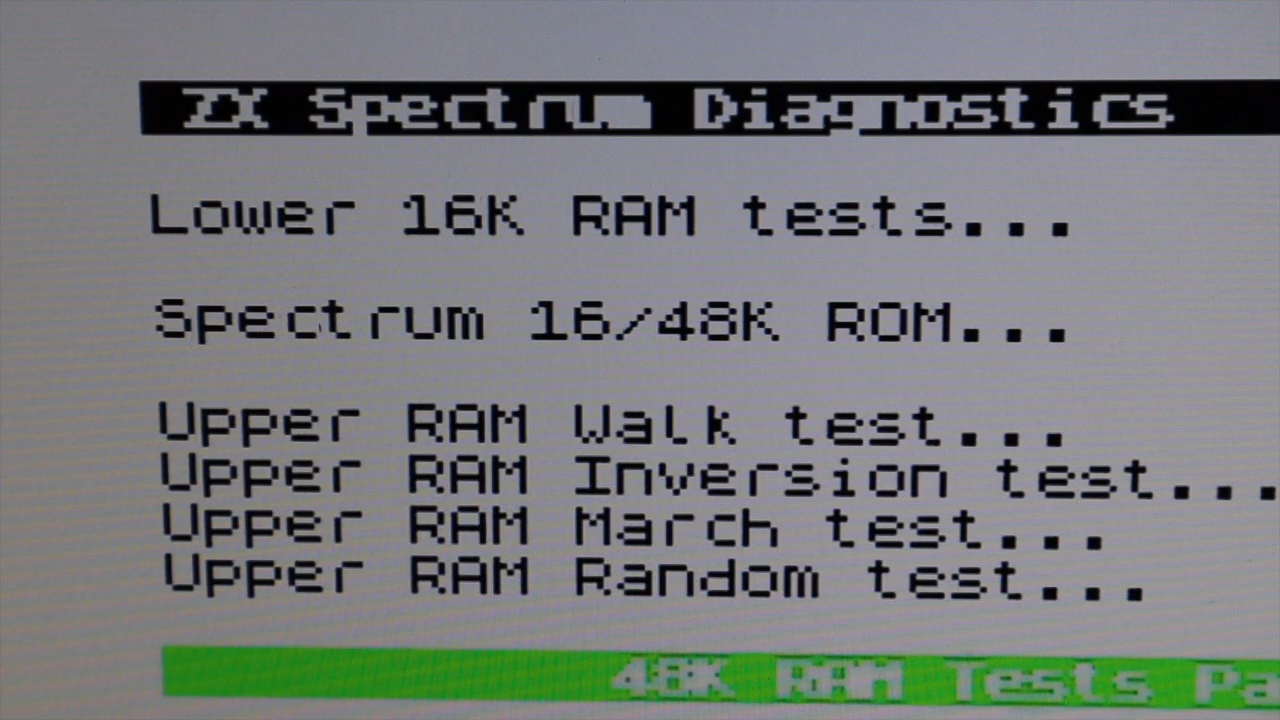 ZX Spectrum Diagnostics
Lower 16K RAM tests...
Spectrum 16/48K ROM...
Upper RAM Walk test...
Upper RAM Inversion test...
Upper RAM March test...
Upper RAM Random test...
48K RAM Tests Pa